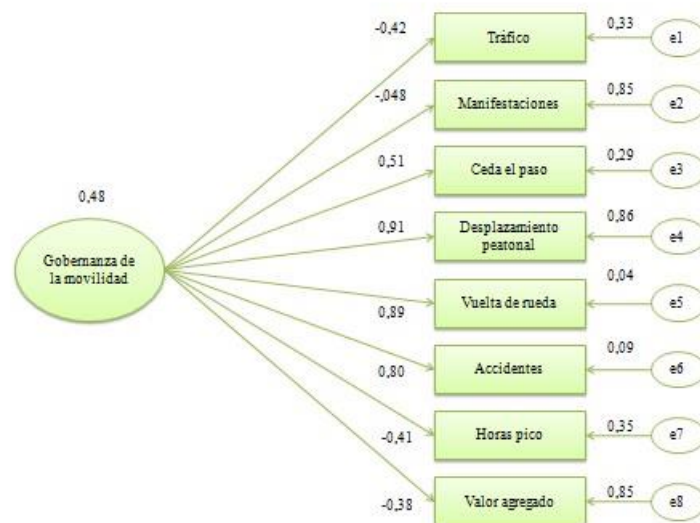 -0,42
Tráfico
0,33
e1
-,048
Manifestaciones
0,85
e2
0,51
Ceda el paso
0,29
e3
0,48
Gobernanza de
la movilidad
0,91
Desplazamiento
peatonal
0,86
e4
0,89
Vuelta de rueda
0,04
e5
0,80
Accidentes
0,09
e6
-0,41
Horas pico
0,35
e7
-0,38
Valor agregado
0,85
e8